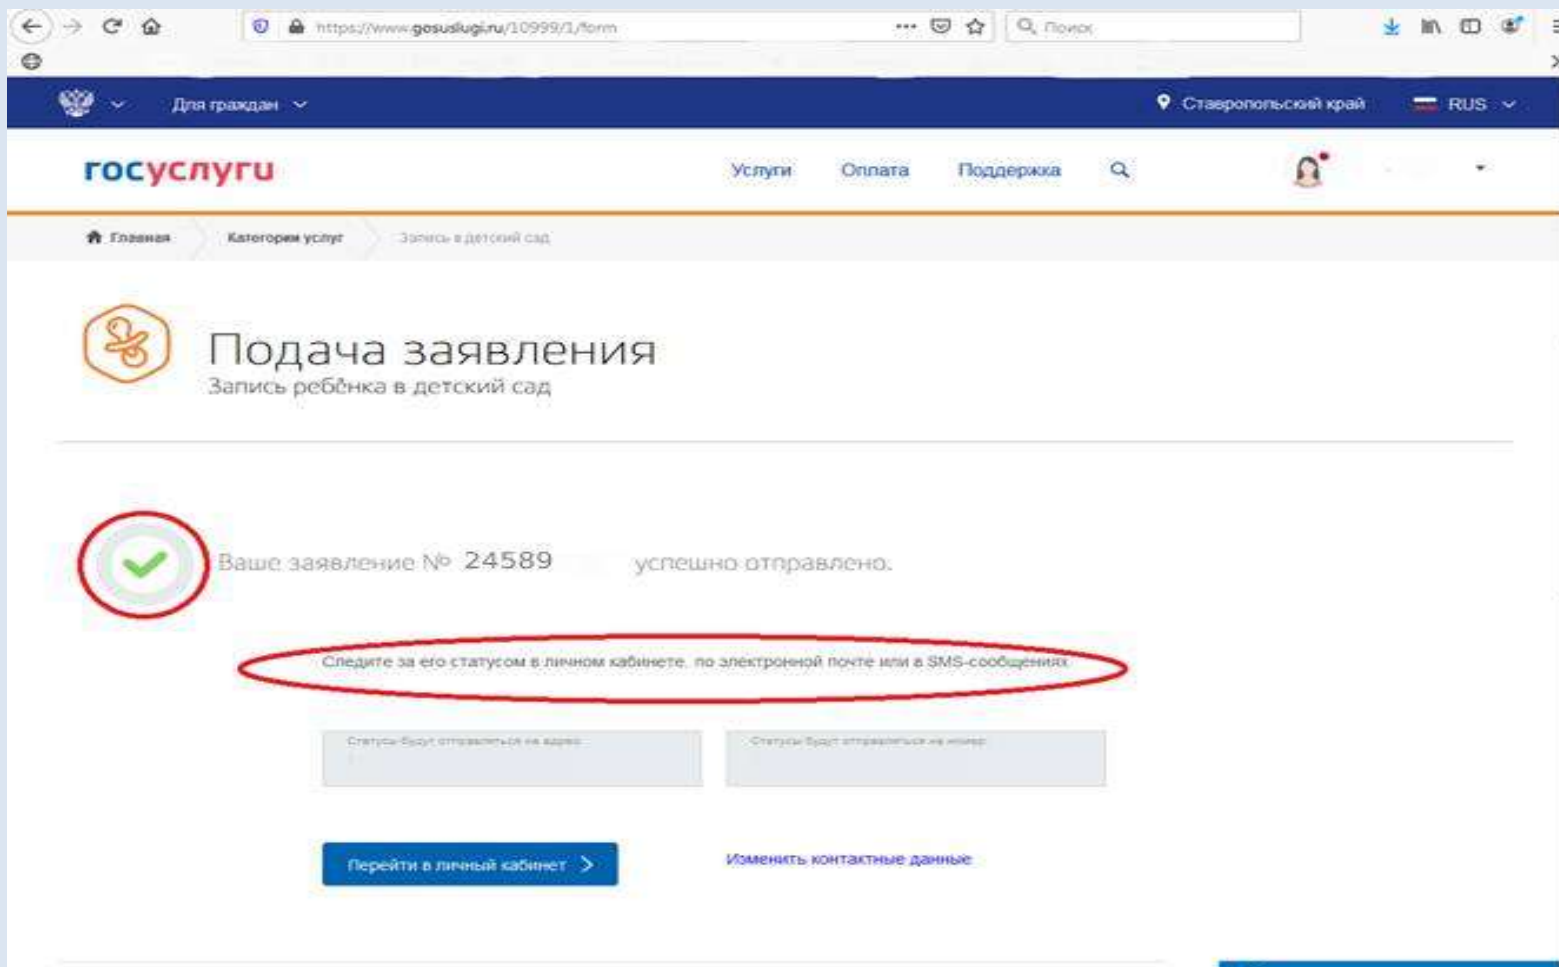 https://www.gosuslugi.ru/10999/1/form
Поиск
Для граждан
Ставропольский край
RUS
госуслуги
Услуги
Оплата
Поддержка
Главная
Категории услуг
Запись в детский сад
Подача заявления
Запись ребёнка в детский сад
Ваше заявление № 24589 успешно отправлено.
Следите за его статусом в личном кабинете, по электронной почте или в SMS-сообщениях
Статусы будут отправляться на адрес
Статусы будут отправляться на номер
Перейти в личный кабинет
Изменить контактные данные